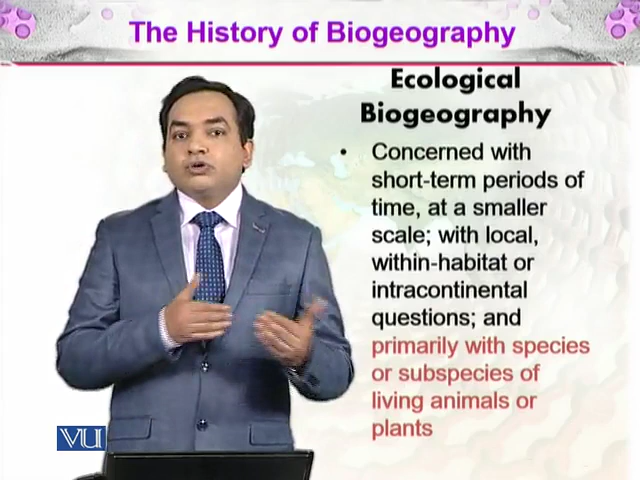 The History of Biogeography
Ecological
Biogeography
• Concerned with
short-term periods of
time, at a smaller
scale; with local,
within-habitat or
intracontinental
questions; and
primarily with species
or subspecies of
living animals or
plants
VU